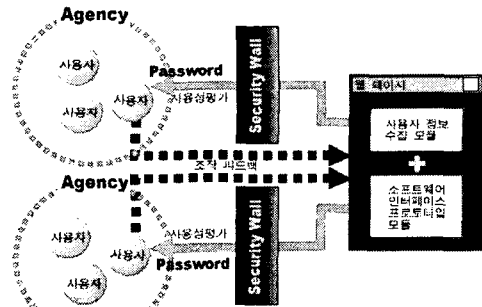 Agency
사용자
사용자
사용자
Password
사용성평가
Security Wall
웹 페이지
사용자 정보
수집 모듈
+
소프트웨어
인터페이스
프로토타입
모듈
조작 피드백
Agency
사용자
사용자
사용자
사용성평가
Password
Security Wall